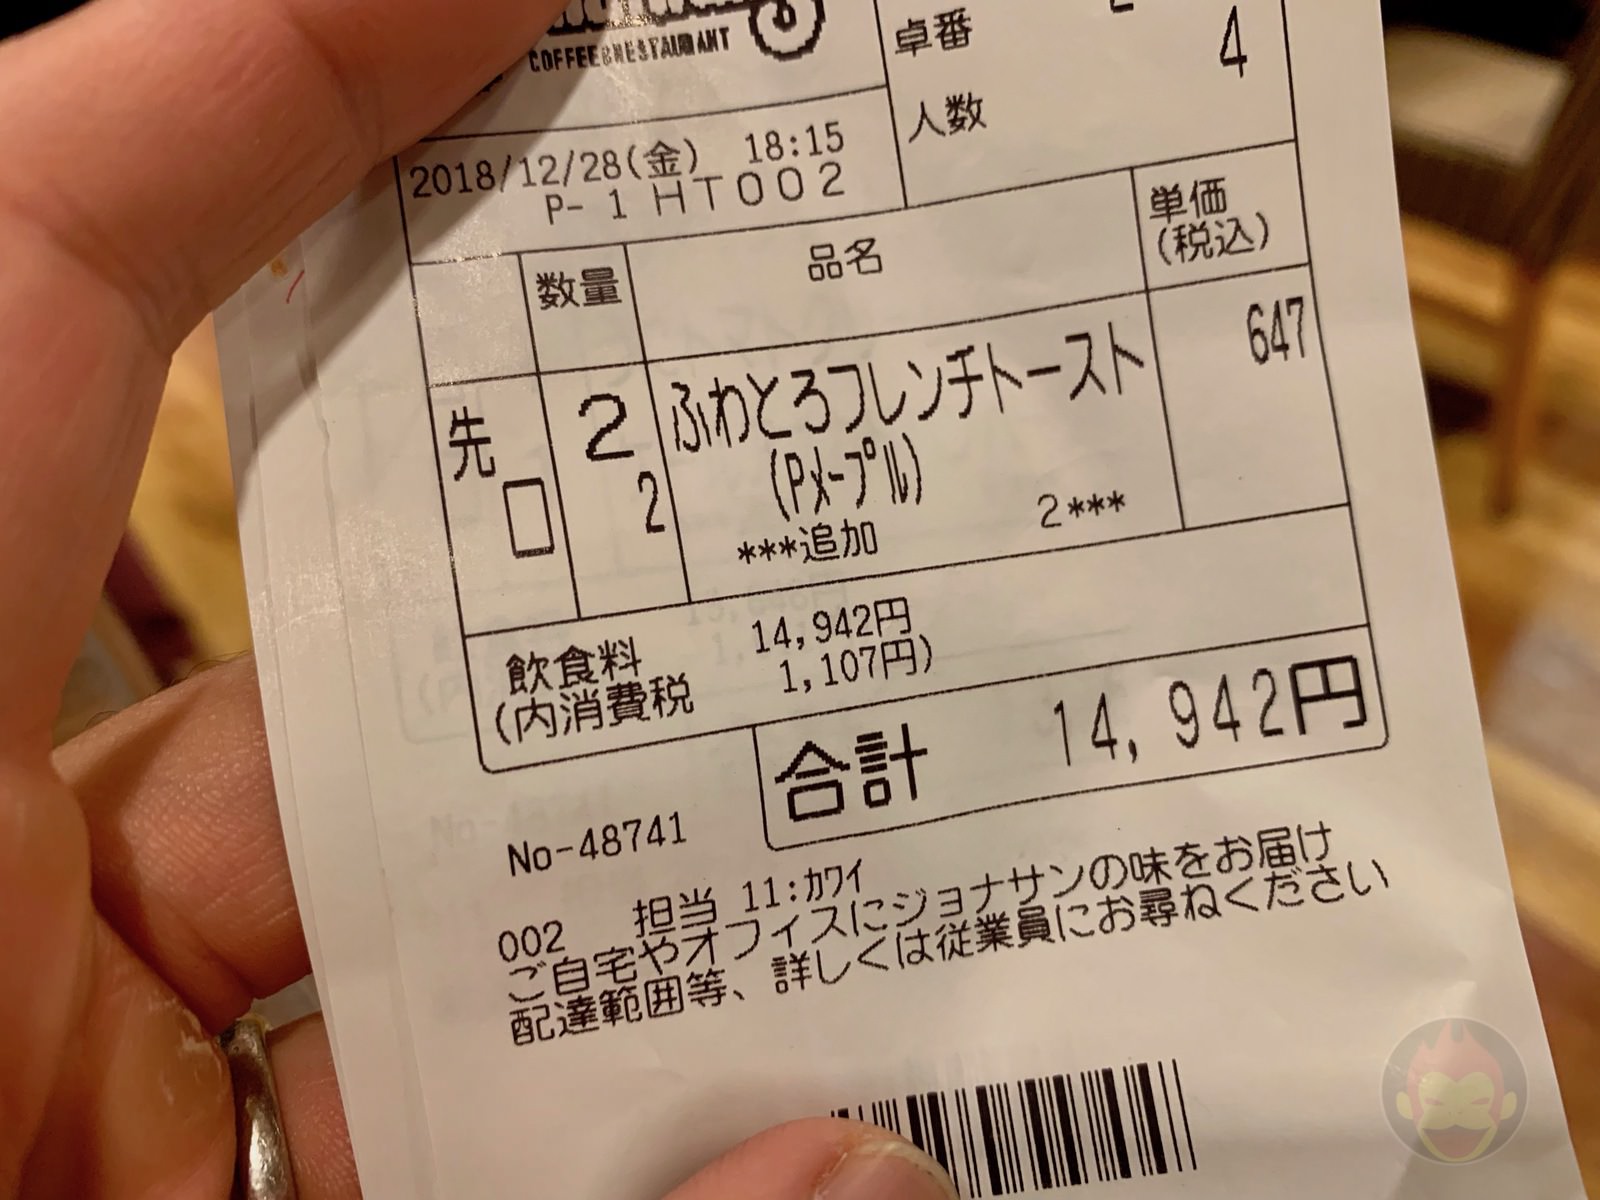 COFFEE&RESTAURANT
卓番
4
人数
2018/12/28(金) 18:15
P- 1 HT002
数量
品名
単価
(税込)
先 2 ふわとろフレンチトースト 647
□ 2 (Pﾒｰﾌﾟﾙ)
***追加 2***
飲食料 14,942円
(内消費税 1,107円)
合計 14,942円
No-48741
002 担当 11:ｶﾜｲ
ご自宅やオフィスにジョナサンの味をお届け
配達範囲等、詳しくは従業員にお尋ねください